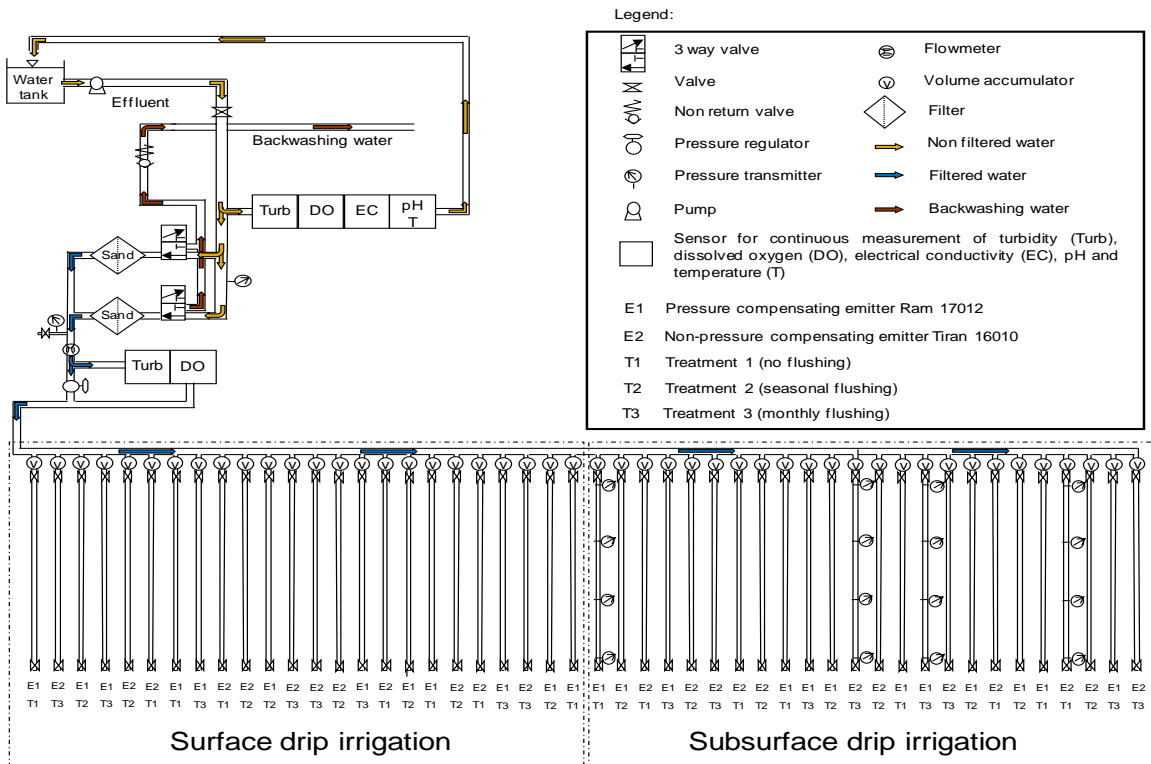 Legend:
3 way valve
Flowmeter
Valve
Volume accumulator
Non return valve
Filter
Pressure regulator
Non filtered water
Pressure transmitter
Filtered water
Pump
Backwashing water
Sensor for continuous measurement of turbidity (Turb),
dissolved oxygen (DO), electrical conductivity (EC), pH and
temperature (T)
E1 Pressure compensating emitter Ram 17012
E2 Non-pressure compensating emitter Tiran 16010
T1 Treatment 1 (no flushing)
T2 Treatment 2 (seasonal flushing)
T3 Treatment 3 (monthly flushing)
Water
tank
Effluent
Backwashing water
Turb DO EC pH
T
Sand
Sand
Turb DO
E1 E2 E1 E1 E2 E2 E1 E1 E2 E2 E1 E2 E2 E2 E1 E2 E1 E1 E2 E2 E1 E2 E1 E1
T1 T3 T2 T3 T2 T1 T1 T3 T1 T2 T2 T3 T3 T2 T3 T1 T2 T1 T2 T1 T3 T3 T2 T1
Surface drip irrigation
E1 E2 E1 E1 E2 E2 E1 E2 E1 E1 E1 E2 E2 E1 E1 E2 E1 E2 E2 E1 E2 E2 E1 E2
T1 T2 T1 T2 T3 T3 T1 T2 T3 T1 T2 T3 T2 T1 T3 T3 T2 T1 T2 T1 T1 T2 T3 T3
Subsurface drip irrigation